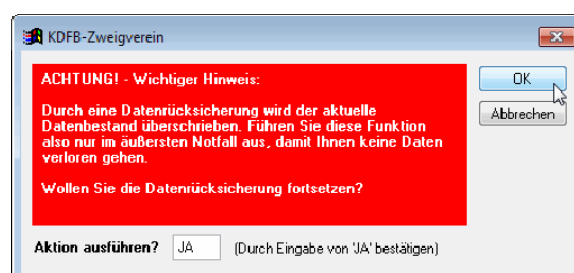 KDFB-Zweigverein
ACHTUNG! - Wichtiger Hinweis:
Durch eine Datenrücksicherung wird der aktuelle
Datenbestand überschrieben. Führen Sie diese Funktion
also nur im äußersten Notfall aus, damit Ihnen keine Daten
verloren gehen.
Wollen Sie die Datenrücksicherung fortsetzen?
OK
Abbrechen
Aktion ausführen? JA (Durch Eingabe von 'JA' bestätigen)